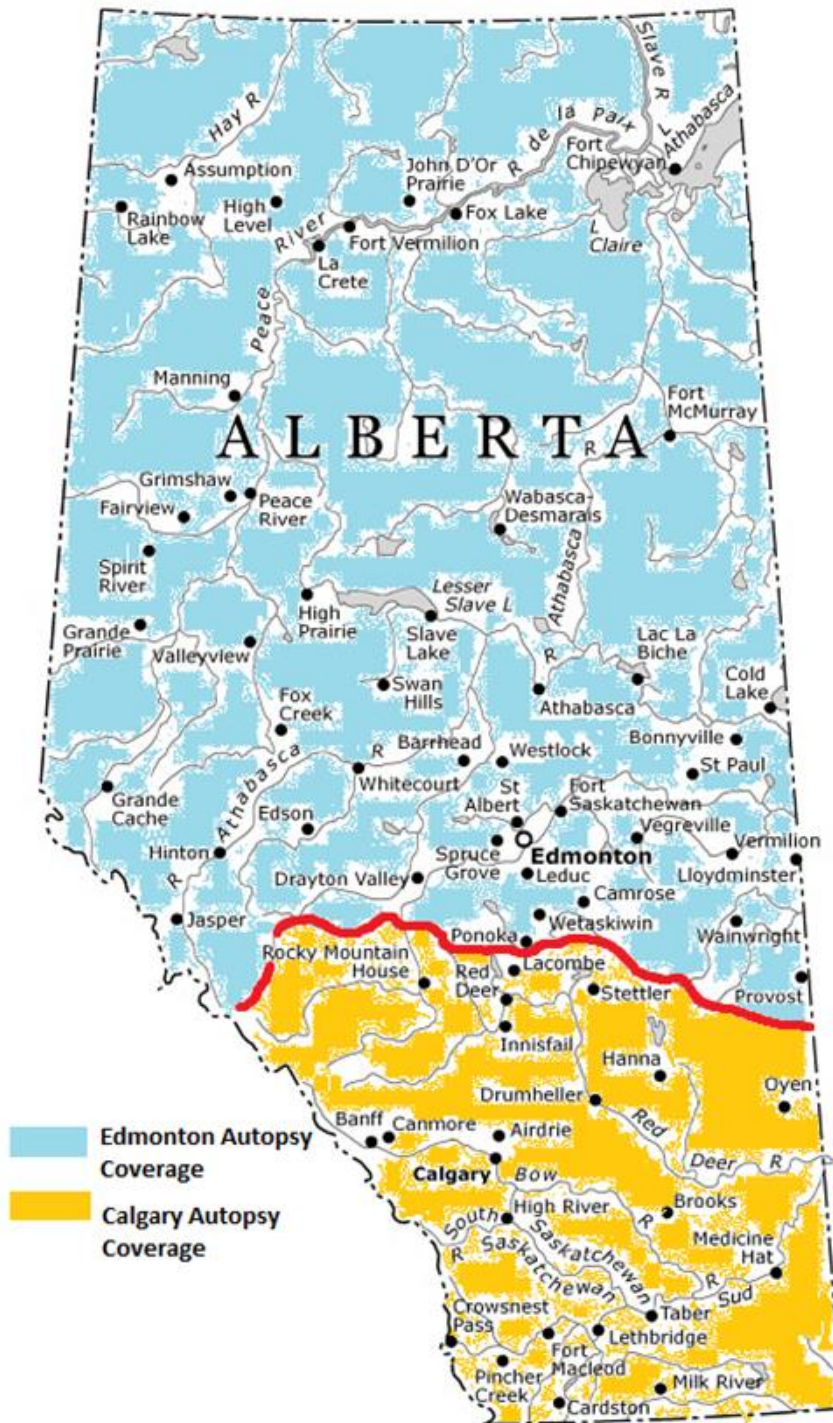 Hay R
Slave R
R de la Paix
Fort
Chipewyan
L
Athabasca
Assumption
John D'Or
Prairie
Rainbow
Lake
High
Level
Fox Lake
L
Claire
River
Fort Vermilion
La
Crete
Peace
Manning
Fort
McMurray
ALBERTA
R
Grimshaw
Peace
River
Fairview
Wabasca-
Desmarais
Spirit
River
Athabasca
Lesser
Slave L
High
Prairie
Grande
Prairie
Slave
Lake
Lac La
Biche
Valleyview
R
Swan
Hills
Cold
Lake
Athabasca
Fox
Creek
Bonnyville
R
Barrhead
Westlock
St Paul
Whitecourt
Athabasca
St
Albert
Fort
Saskatchewan
Grande
Cache
Edson
Vegreville
Vermilion
Hinton
Spruce
Grove
Edmonton
Lloydminster
R
Drayton Valley
Leduc
Camrose
Jasper
Wetaskiwin
Wainwright
Ponoka
Rocky Mountain
House
Red
Deer
Lacombe
Stettler
Provost
Innisfail
Hanna
Oyen
Drumheller
Banff
Canmore
Airdrie
Red
Deer R
Edmonton Autopsy
Coverage
Calgary
Bow
R
Calgary Autopsy
Coverage
High River
Brooks
South
Saskatchewan
R
Saskatchewan
Medicine
Hat
R
Sud
Crowsnest
Pass
Taber
Fort
Macleod
Lethbridge
Pincher
Creek
Milk River
Cardston